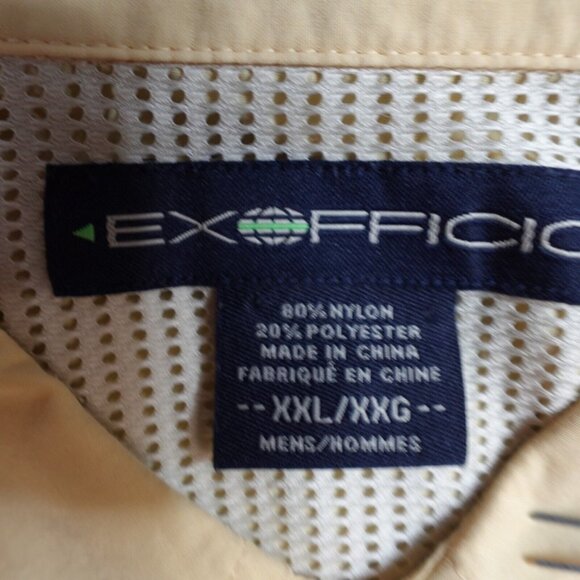 EXOFFICIO
80% NYLON
20% POLYESTER
MADE IN CHINA
FABRIQUÉ EN CHINE
-- XXL/XXG --
MENS/HOMMES